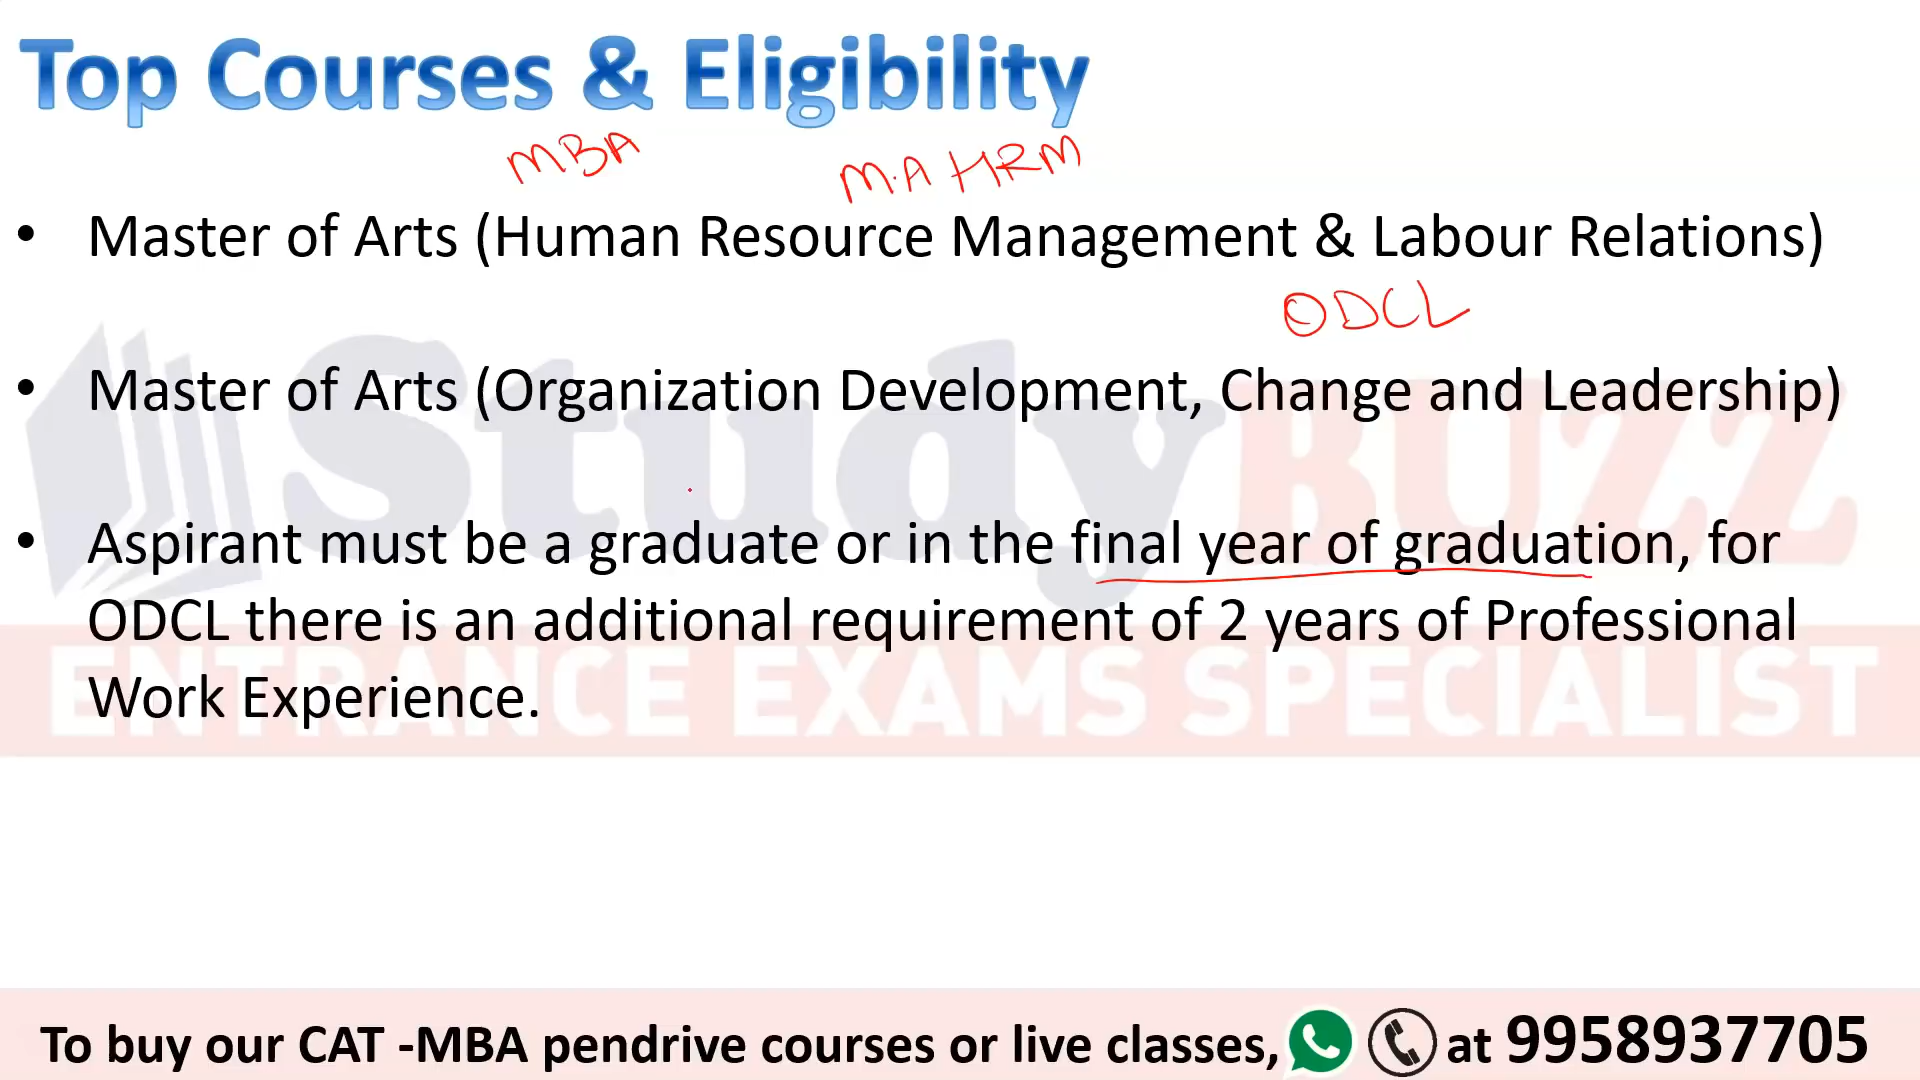 Top Courses & Eligibility
MBA
M.A HRM
• Master of Arts (Human Resource Management & Labour Relations)
ODCL
• Master of Arts (Organization Development, Change and Leadership)
• Aspirant must be a graduate or in the final year of graduation, for
ODCL there is an additional requirement of 2 years of Professional
Work Experience.
StudyBUZZ
ENTRANCE EXAMS SPECIALIST
To buy our CAT -MBA pendrive courses or live classes, at 9958937705